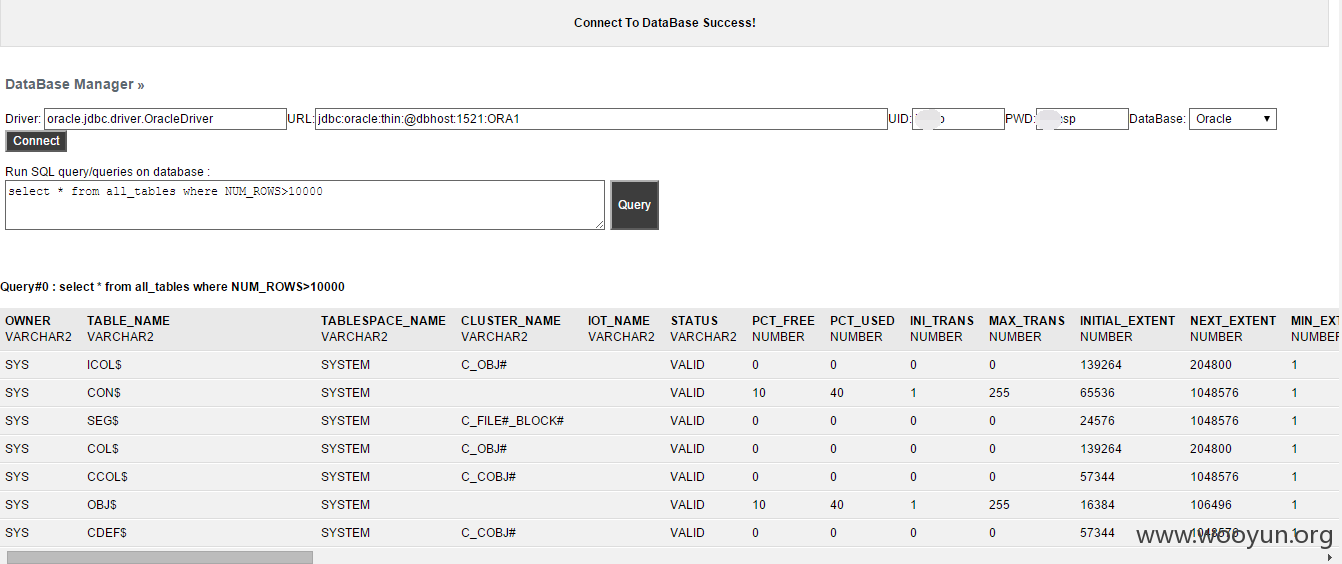 Connect To DataBase Success!
DataBase Manager »
Driver: oracle.jdbc.driver.OracleDriver URL: jdbc:oracle:thin:@dbhost:1521:ORA1 UID: PWD: DataBase: Oracle
Connect
Run SQL query/queries on database :
select * from all_tables where NUM_ROWS>10000
Query
Query#0 : select * from all_tables where NUM_ROWS>10000
OWNER TABLE_NAME TABLESPACE_NAME CLUSTER_NAME IOT_NAME STATUS PCT_FREE PCT_USED INI_TRANS MAX_TRANS INITIAL_EXTENT NEXT_EXTENT MIN_EXT
VARCHAR2 VARCHAR2 VARCHAR2 VARCHAR2 VARCHAR2 VARCHAR2 NUMBER NUMBER NUMBER NUMBER NUMBER NUMBER NUMBER
SYS ICOL$ SYSTEM C_OBJ# VALID 0 0 0 0 139264 204800 1
SYS CON$ SYSTEM VALID 10 40 1 255 65536 1048576 1
SYS SEG$ SYSTEM C_FILE#_BLOCK# VALID 0 0 0 0 24576 1048576 1
SYS COL$ SYSTEM C_OBJ# VALID 0 0 0 0 139264 204800 1
SYS CCOL$ SYSTEM C_COBJ# VALID 0 0 0 0 57344 1048576 1
SYS OBJ$ SYSTEM VALID 10 40 1 255 16384 106496 1
SYS CDEF$ SYSTEM C_COBJ# VALID 0 0 0 0 57344 1048576 1
www.wooyun.org